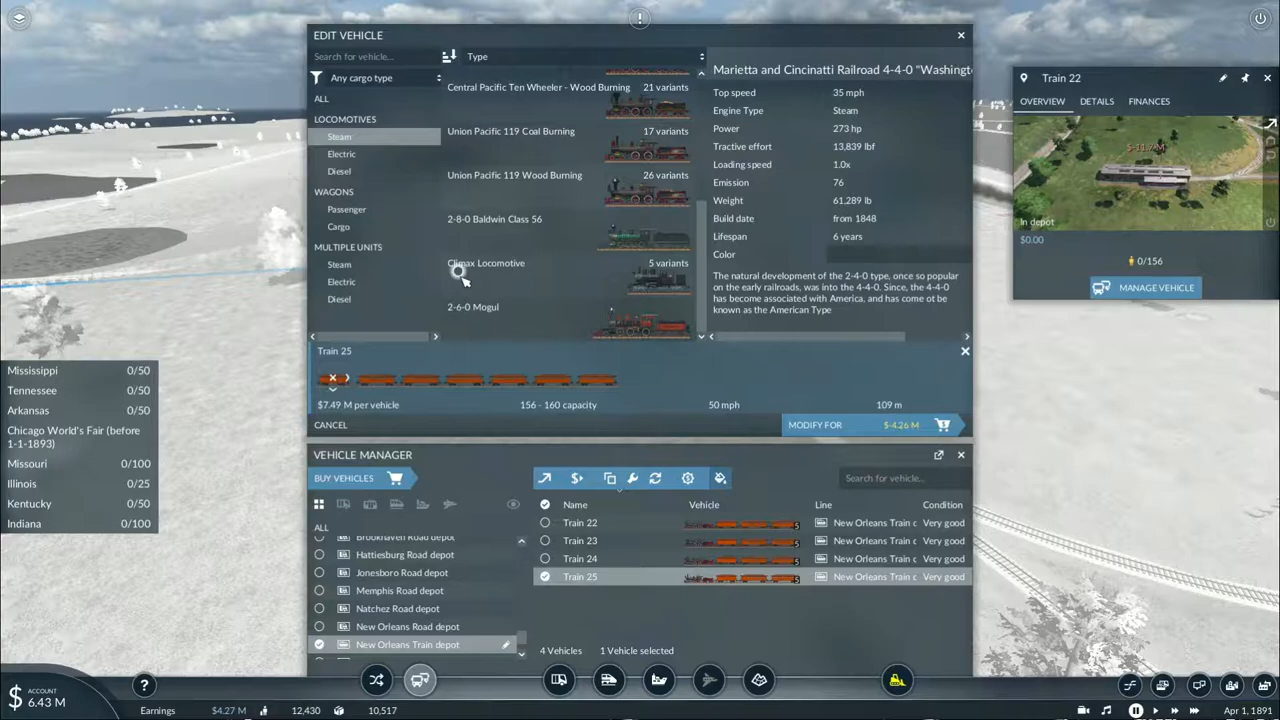 EDIT VEHICLE
Search for vehicle...
Type
Any cargo type
ALL
LOCOMOTIVES
Steam
Electric
Diesel
WAGONS
Passenger
Cargo
MULTIPLE UNITS
Steam
Electric
Diesel
Central Pacific Ten Wheeler - Wood Burning 21 variants
Union Pacific 119 Coal Burning 17 variants
Union Pacific 119 Wood Burning 26 variants
2-8-0 Baldwin Class 56
Climax Locomotive 5 variants
2-6-0 Mogul
Marietta and Cincinatti Railroad 4-4-0 "Washingt
Top speed 35 mph
Engine Type Steam
Power 273 hp
Tractive effort 13,839 lbf
Loading speed 1.0x
Emission 76
Weight 61,289 lb
Build date from 1848
Lifespan 6 years
Color
The natural development of the 2-4-0 type, once so popular
on the early railroads, was into the 4-4-0. Since, the 4-4-0
has become associated with America, and has come ot be
known as the American Type
Train 25
$7.49 M per vehicle 156 - 160 capacity 50 mph 109 m
CANCEL
MODIFY FOR $-4.26 M
Train 22
OVERVIEW DETAILS FINANCES
$-11.7 M
In depot
$0.00
0/156
MANAGE VEHICLE
Mississippi 0/50
Tennessee 0/50
Arkansas 0/50
Chicago World's Fair (before
1-1-1893)
Missouri 0/100
Illinois 0/25
Kentucky 0/50
Indiana 0/100
VEHICLE MANAGER
BUY VEHICLES
Search for vehicle...
ALL
Brookhaven Road depot
Hattiesburg Road depot
Jonesboro Road depot
Memphis Road depot
Natchez Road depot
New Orleans Road depot
New Orleans Train depot
Name Vehicle Line Condition
Train 22 5 New Orleans Train c Very good
Train 23 5 New Orleans Train c Very good
Train 24 5 New Orleans Train c Very good
Train 25 5 New Orleans Train c Very good
4 Vehicles 1 Vehicle selected
$ ACCOUNT
6.43 M
?
Earnings $4.27 M 12,430 10,517
Apr 1, 1891